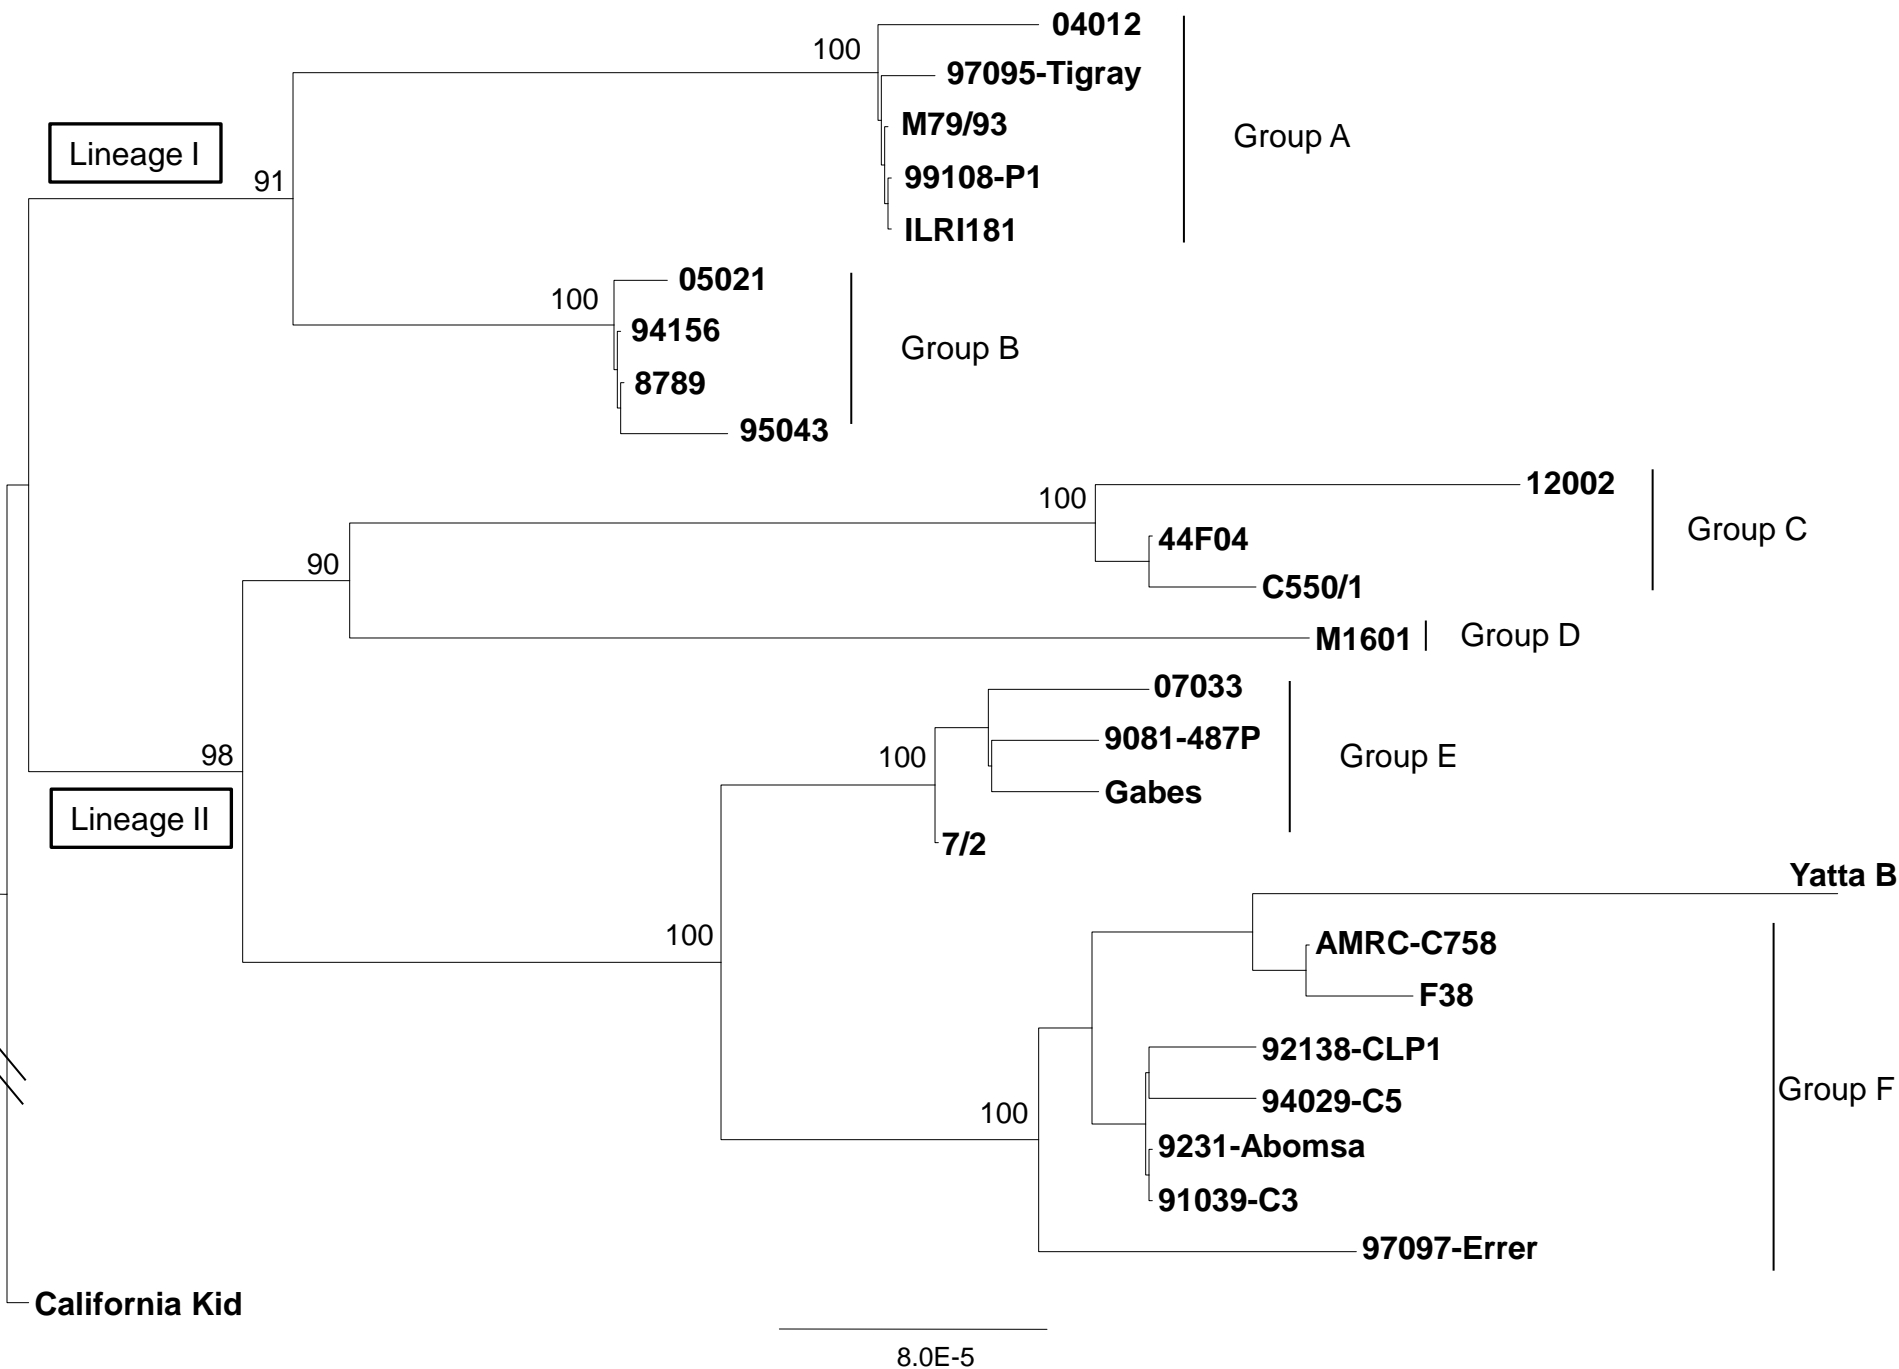 04012
100
97095-Tigray
M79/93
Group A
Lineage I
91
99108-P1
ILRI181
05021
100
94156
Group B
8789
95043
12002
100
44F04
Group C
90
C550/1
M1601
Group D
07033
9081-487P
98
100
Group E
Gabes
Lineage II
7/2
Yatta B
100
AMRC-C758
F38
92138-CLP1
94029-C5
Group F
100
9231-Abomsa
91039-C3
97097-Errer
California Kid
8.0E-5